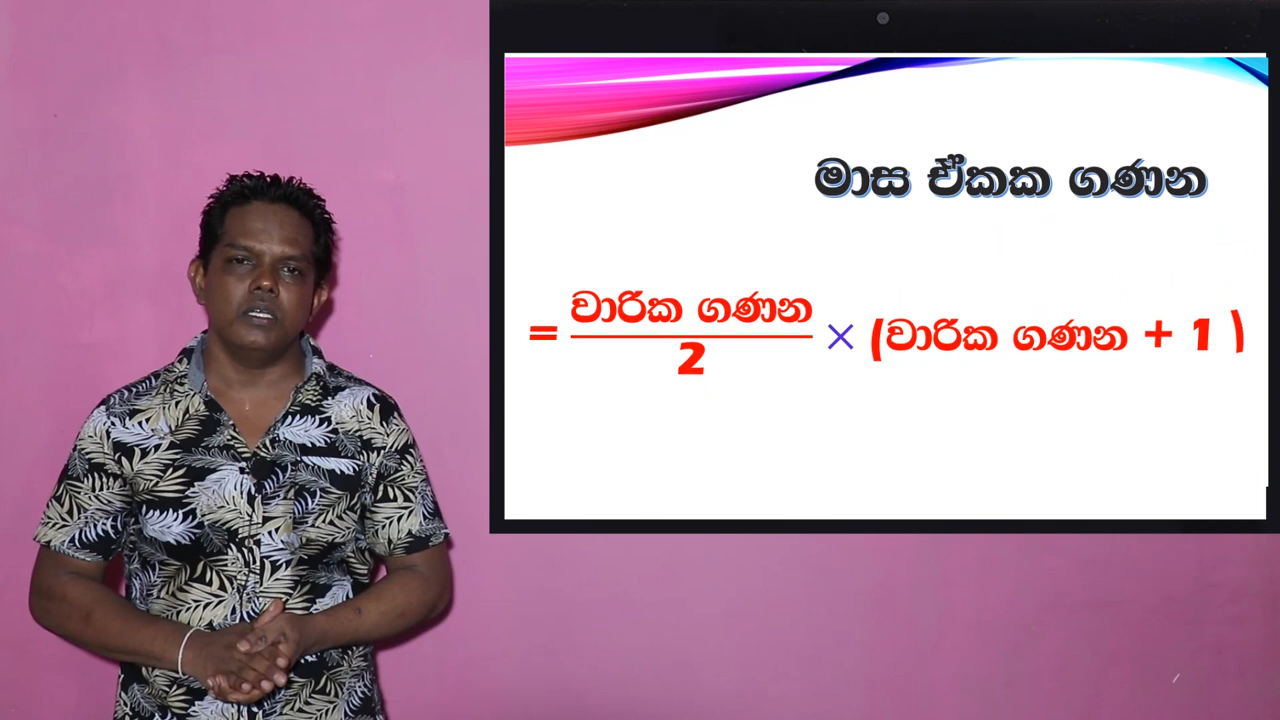 මාස ඒකක ගණන
= වාරික ගණන / 2 × (වාරික ගණන + 1 )